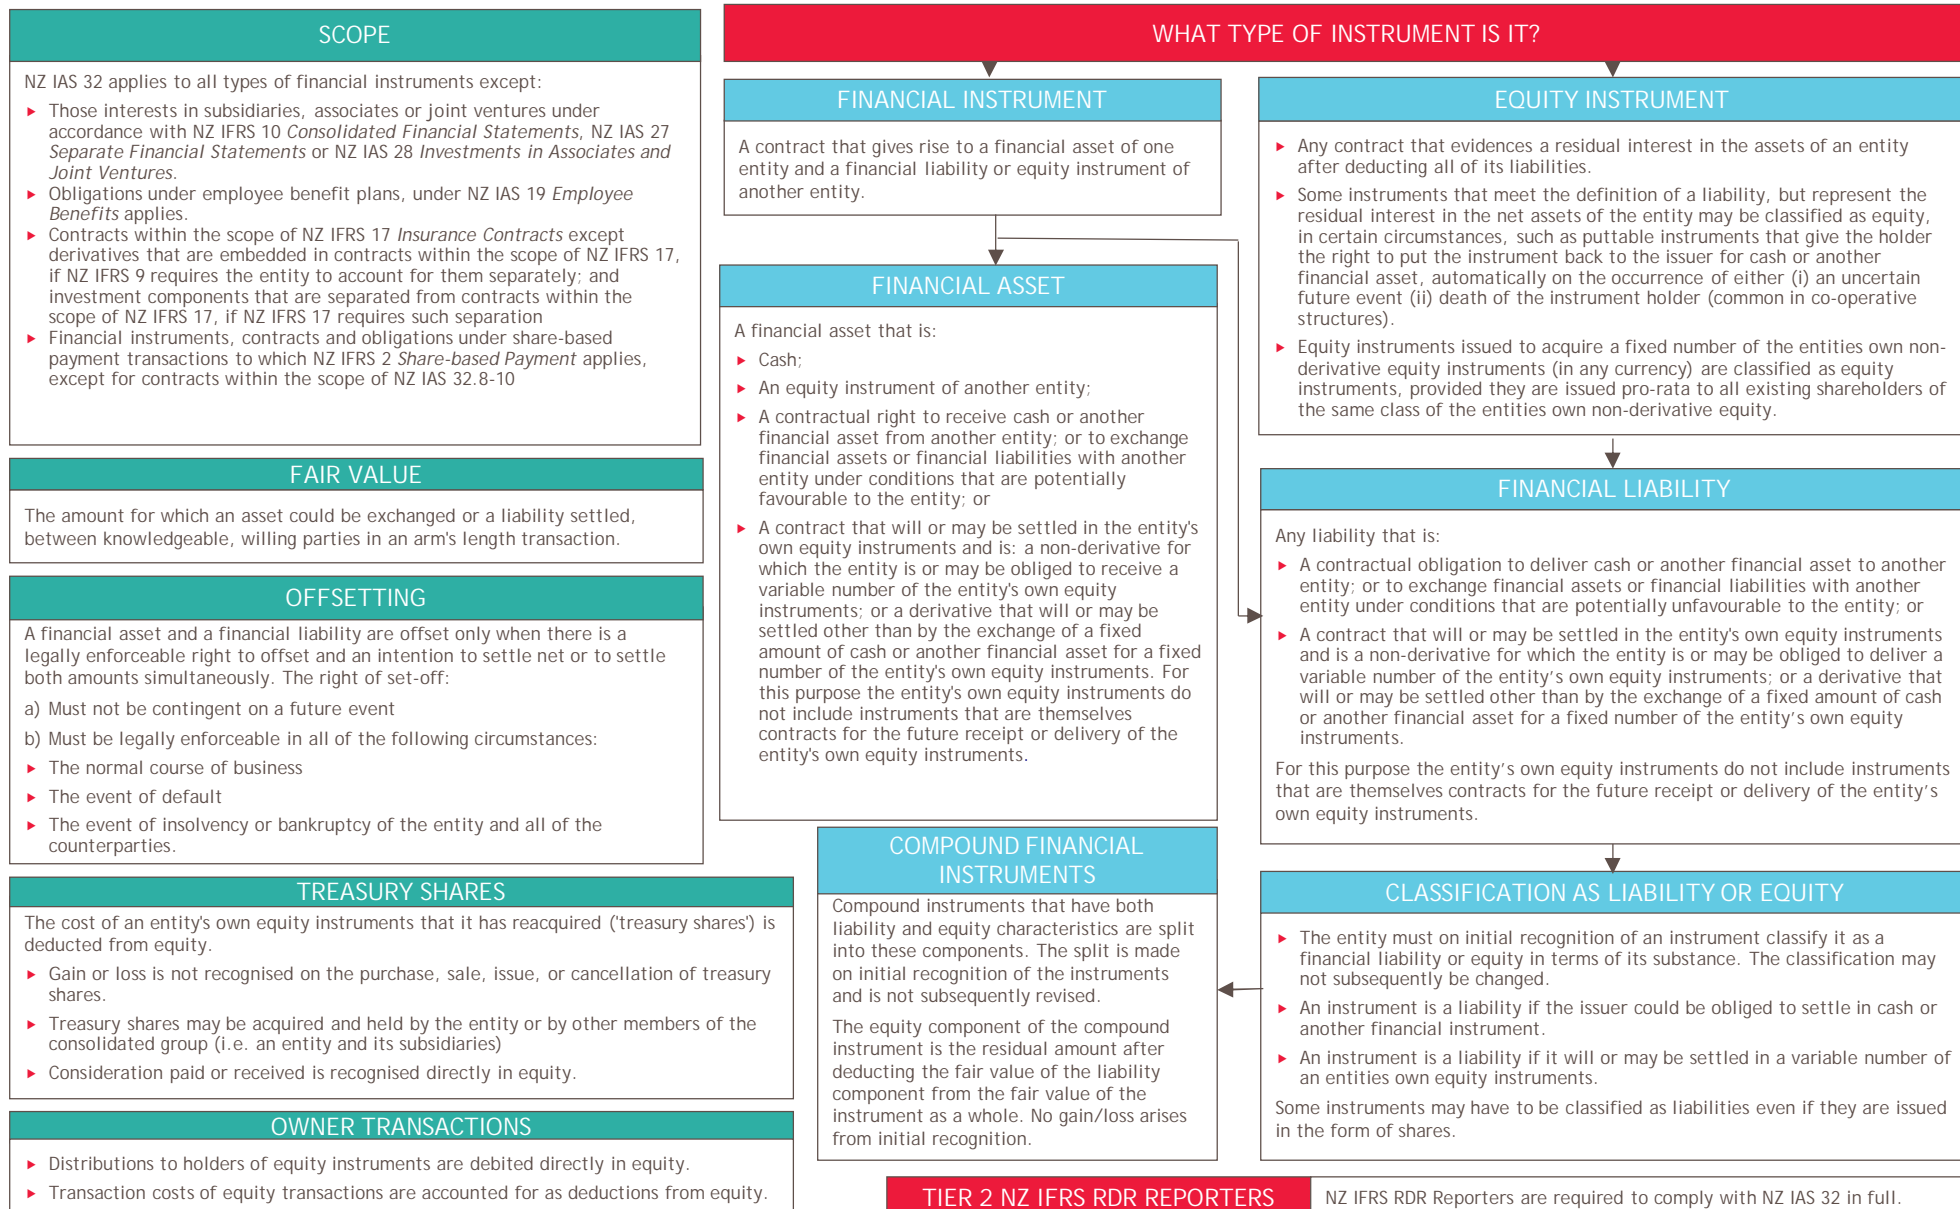 SCOPE
NZ IAS 32 applies to all types of financial instruments except:
▶ Those interests in subsidiaries, associates or joint ventures under
accordance with NZ IFRS 10 Consolidated Financial Statements, NZ IAS 27
Separate Financial Statements or NZ IAS 28 Investments in Associates and
Joint Ventures.
▶ Obligations under employee benefit plans, under NZ IAS 19 Employee
Benefits applies.
▶ Contracts within the scope of NZ IFRS 17 Insurance Contracts except
derivatives that are embedded in contracts within the scope of NZ IFRS 17,
if NZ IFRS 9 requires the entity to account for them separately; and
investment components that are separated from contracts within the
scope of NZ IFRS 17, if NZ IFRS 17 requires such separation
▶ Financial instruments, contracts and obligations under share-based
payment transactions to which NZ IFRS 2 Share-based Payment applies,
except for contracts within the scope of NZ IAS 32.8-10
FAIR VALUE
The amount for which an asset could be exchanged or a liability settled,
between knowledgeable, willing parties in an arm's length transaction.
OFFSETTING
A financial asset and a financial liability are offset only when there is a
legally enforceable right to offset and an intention to settle net or to settle
both amounts simultaneously. The right of set-off:
a) Must not be contingent on a future event
b) Must be legally enforceable in all of the following circumstances:
▶ The normal course of business
▶ The event of default
▶ The event of insolvency or bankruptcy of the entity and all of the
counterparties.
TREASURY SHARES
The cost of an entity's own equity instruments that it has reacquired ('treasury shares') is
deducted from equity.
▶ Gain or loss is not recognised on the purchase, sale, issue, or cancellation of treasury
shares.
▶ Treasury shares may be acquired and held by the entity or by other members of the
consolidated group (i.e. an entity and its subsidiaries)
▶ Consideration paid or received is recognised directly in equity.
OWNER TRANSACTIONS
▶ Distributions to holders of equity instruments are debited directly in equity.
▶ Transaction costs of equity transactions are accounted for as deductions from equity.
WHAT TYPE OF INSTRUMENT IS IT?
FINANCIAL INSTRUMENT
A contract that gives rise to a financial asset of one
entity and a financial liability or equity instrument of
another entity.
FINANCIAL ASSET
A financial asset that is:
▶ Cash;
▶ An equity instrument of another entity;
▶ A contractual right to receive cash or another
financial asset from another entity; or to exchange
financial assets or financial liabilities with another
entity under conditions that are potentially
favourable to the entity; or
▶ A contract that will or may be settled in the entity's
own equity instruments and is: a non-derivative for
which the entity is or may be obliged to receive a
variable number of the entity's own equity
instruments; or a derivative that will or may be
settled other than by the exchange of a fixed
amount of cash or another financial asset for a fixed
number of the entity's own equity instruments. For
this purpose the entity's own equity instruments do
not include instruments that are themselves
contracts for the future receipt or delivery of the
entity's own equity instruments.
COMPOUND FINANCIAL
INSTRUMENTS
Compound instruments that have both
liability and equity characteristics are split
into these components. The split is made
on initial recognition of the instruments
and is not subsequently revised.
The equity component of the compound
instrument is the residual amount after
deducting the fair value of the liability
component from the fair value of the
instrument as a whole. No gain/loss arises
from initial recognition.
EQUITY INSTRUMENT
▶ Any contract that evidences a residual interest in the assets of an entity
after deducting all of its liabilities.
▶ Some instruments that meet the definition of a liability, but represent the
residual interest in the net assets of the entity may be classified as equity,
in certain circumstances, such as puttable instruments that give the holder
the right to put the instrument back to the issuer for cash or another
financial asset, automatically on the occurrence of either (i) an uncertain
future event (ii) death of the instrument holder (common in co-operative
structures).
▶ Equity instruments issued to acquire a fixed number of the entities own non-
derivative equity instruments (in any currency) are classified as equity
instruments, provided they are issued pro-rata to all existing shareholders of
the same class of the entities own non-derivative equity.
FINANCIAL LIABILITY
Any liability that is:
▶ A contractual obligation to deliver cash or another financial asset to another
entity; or to exchange financial assets or financial liabilities with another
entity under conditions that are potentially unfavourable to the entity; or
▶ A contract that will or may be settled in the entity's own equity instruments
and is a non-derivative for which the entity is or may be obliged to deliver a
variable number of the entity's own equity instruments; or a derivative that
will or may be settled other than by the exchange of a fixed amount of cash
or another financial asset for a fixed number of the entity's own equity
instruments.
For this purpose the entity's own equity instruments do not include instruments
that are themselves contracts for the future receipt or delivery of the entity's
own equity instruments.
CLASSIFICATION AS LIABILITY OR EQUITY
▶ The entity must on initial recognition of an instrument classify it as a
financial liability or equity in terms of its substance. The classification may
not subsequently be changed.
▶ An instrument is a liability if the issuer could be obliged to settle in cash or
another financial instrument.
▶ An instrument is a liability if it will or may be settled in a variable number of
an entities own equity instruments.
Some instruments may have to be classified as liabilities even if they are issued
in the form of shares.
TIER 2 NZ IFRS RDR REPORTERS
NZ IFRS RDR Reporters are required to comply with NZ IAS 32 in full.